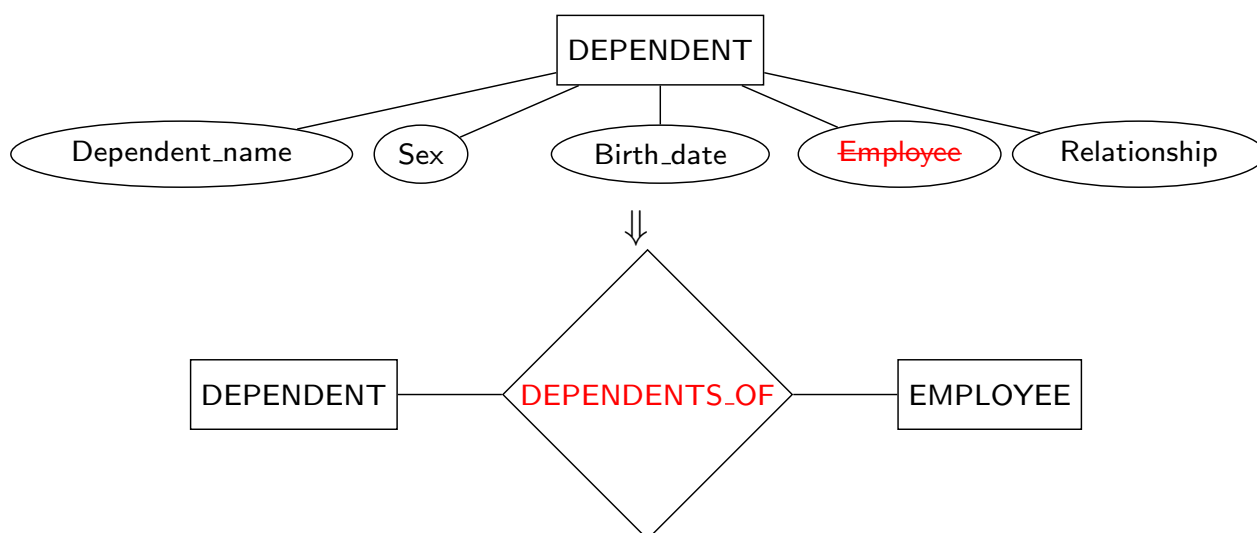 DEPENDENT
Dependent_name Sex Birth_date Employee Relationship
⇓
DEPENDENT DEPENDENTS_OF EMPLOYEE